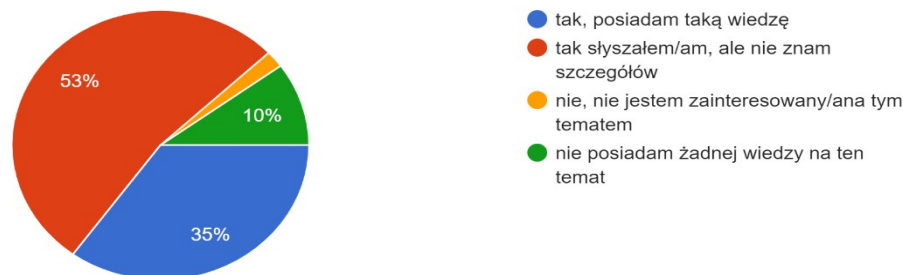 53%
10%
35%
tak, posiadam taką wiedzę
tak słyszałem/am, ale nie znam
szczegółów
nie, nie jestem zainteresowany/ana tym
tematem
nie posiadam żadnej wiedzy na ten
temat